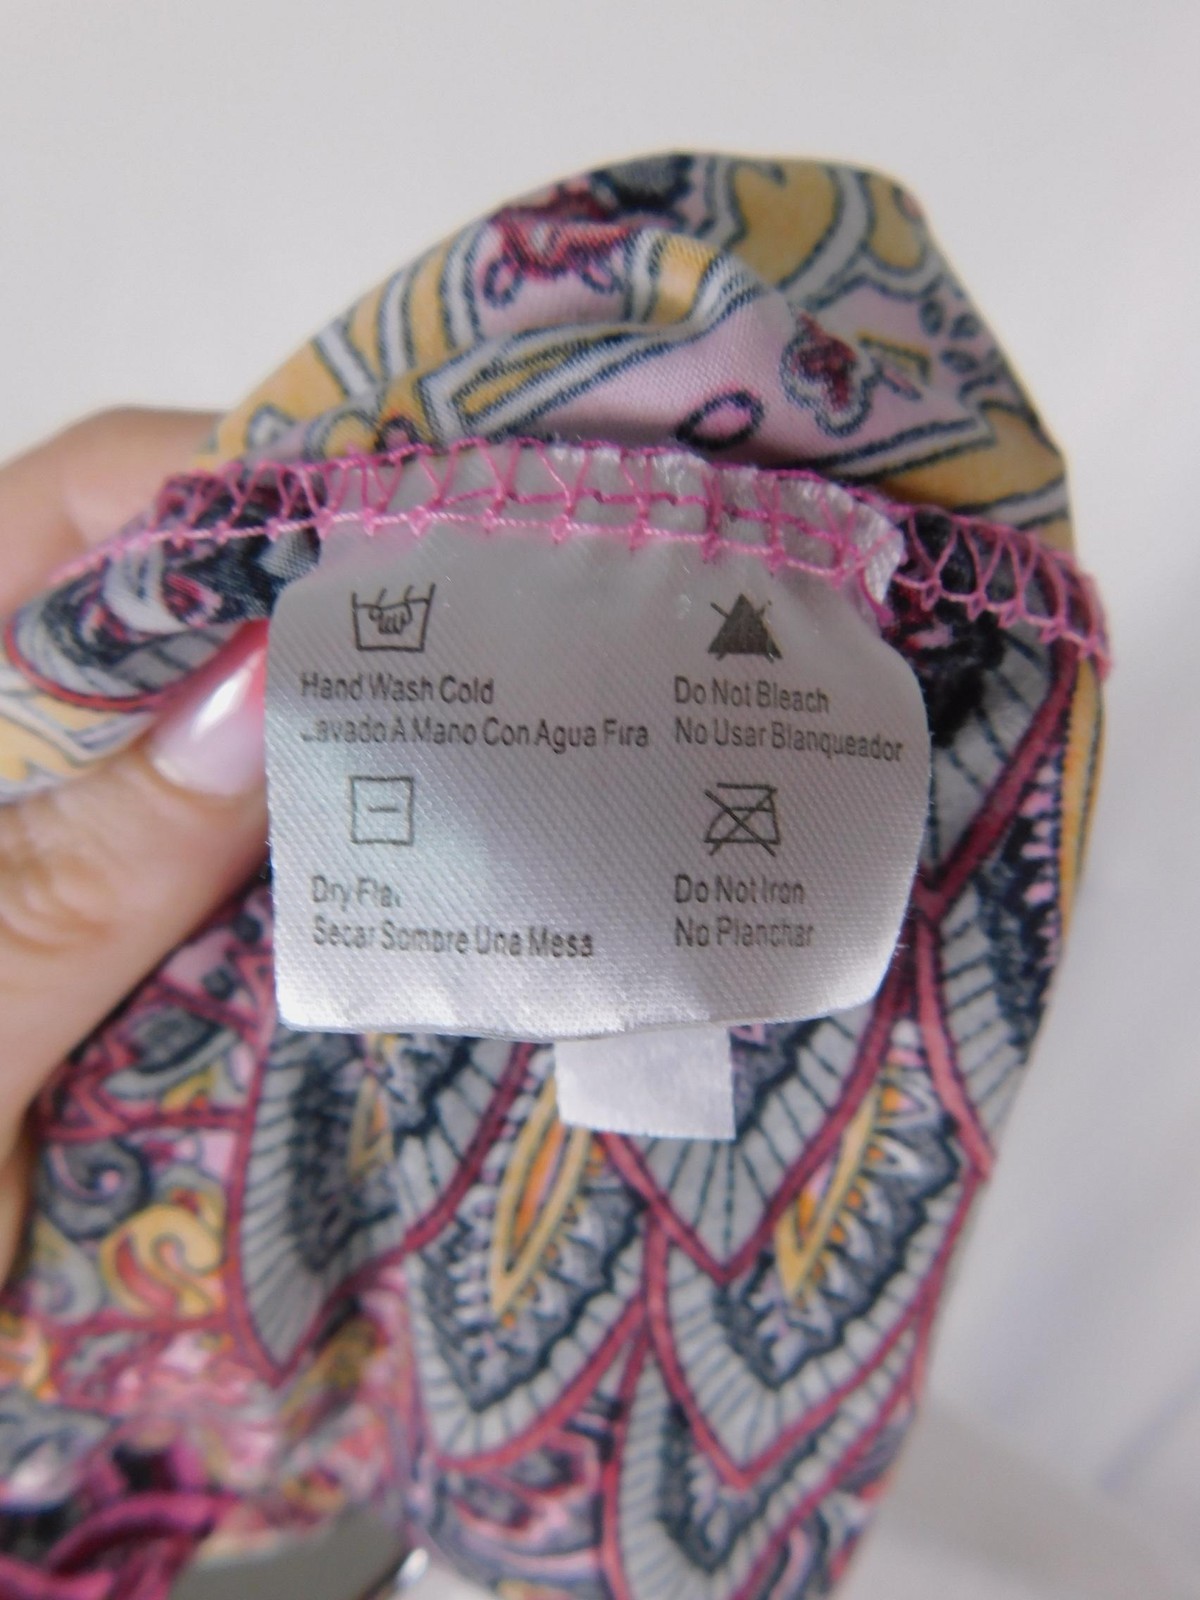 Hand Wash Cold
Lavado A Mano Con Agua Fira
Do Not Bleach
No Usar Blanqueador
Dry Flat
Secar Sombre Una Mesa
Do Not Iron
No Planchar